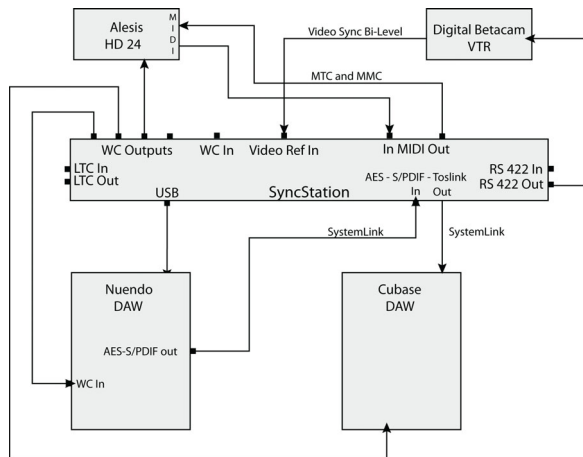 Alesis
HD 24
MIDI
Video Sync Bi-Level
Digital Betacam
VTR
MTC and MMC
WC Outputs
WC In
Video Ref In
In MIDI Out
LTC In
LTC Out
RS 422 In
RS 422 Out
USB
SyncStation
AES - S/PDIF - Toslink
In
Out
SystemLink
SystemLink
Nuendo
DAW
Cubase
DAW
AES-S/PDIF out
WC In